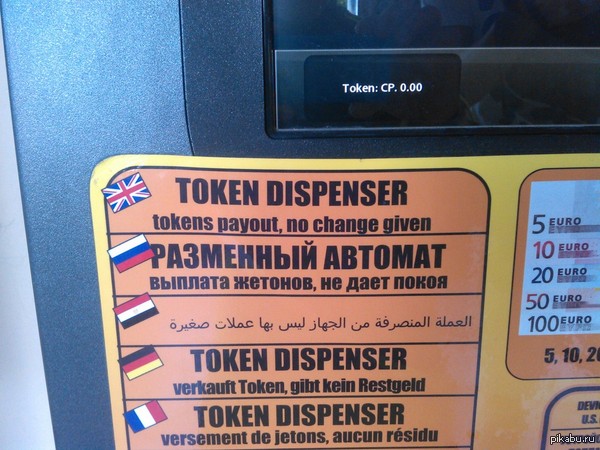 Token: CP. 0.00
TOKEN DISPENSER
tokens payout, no change given
РАЗМЕННЫЙ АВТОМАТ
выплата жетонов, не дает покоя
العملة المنصرفة من الجهاز ليس بها عملات صغيرة
TOKEN DISPENSER
verkauft Token, gibt kein Restgeld
TOKEN DISPENSER
versement de jetons, aucun résidu
5 EURO
10 EURO
20 EURO
50 EURO
100 EURO
5, 10, 20
U.S.
pikabu.ru